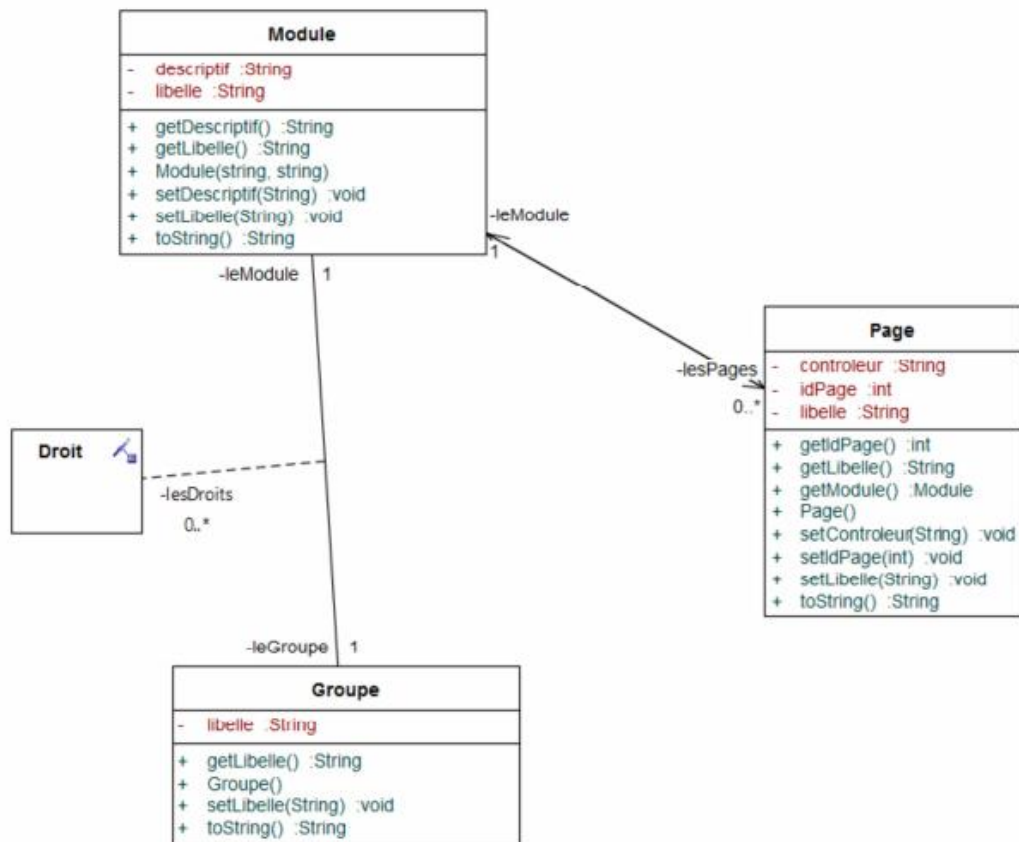 Module
- descriptif :String
- libelle :String
+ getDescriptif() :String
+ getLibelle() :String
+ Module(string, string)
+ setDescriptif(String) :void
+ setLibelle(String) :void
+ toString() :String
-leModule
1
-leModule 1
-lesPages
0..*
Page
- controleur :String
- idPage :int
- libelle :String
+ getIdPage() :int
+ getLibelle() :String
+ getModule() :Module
+ Page()
+ setControleur(String) :void
+ setIdPage(int) :void
+ setLibelle(String) :void
+ toString() :String
Droit
-lesDroits
0..*
-leGroupe 1
Groupe
- libelle :String
+ getLibelle() :String
+ Groupe()
+ setLibelle(String) :void
+ toString() :String